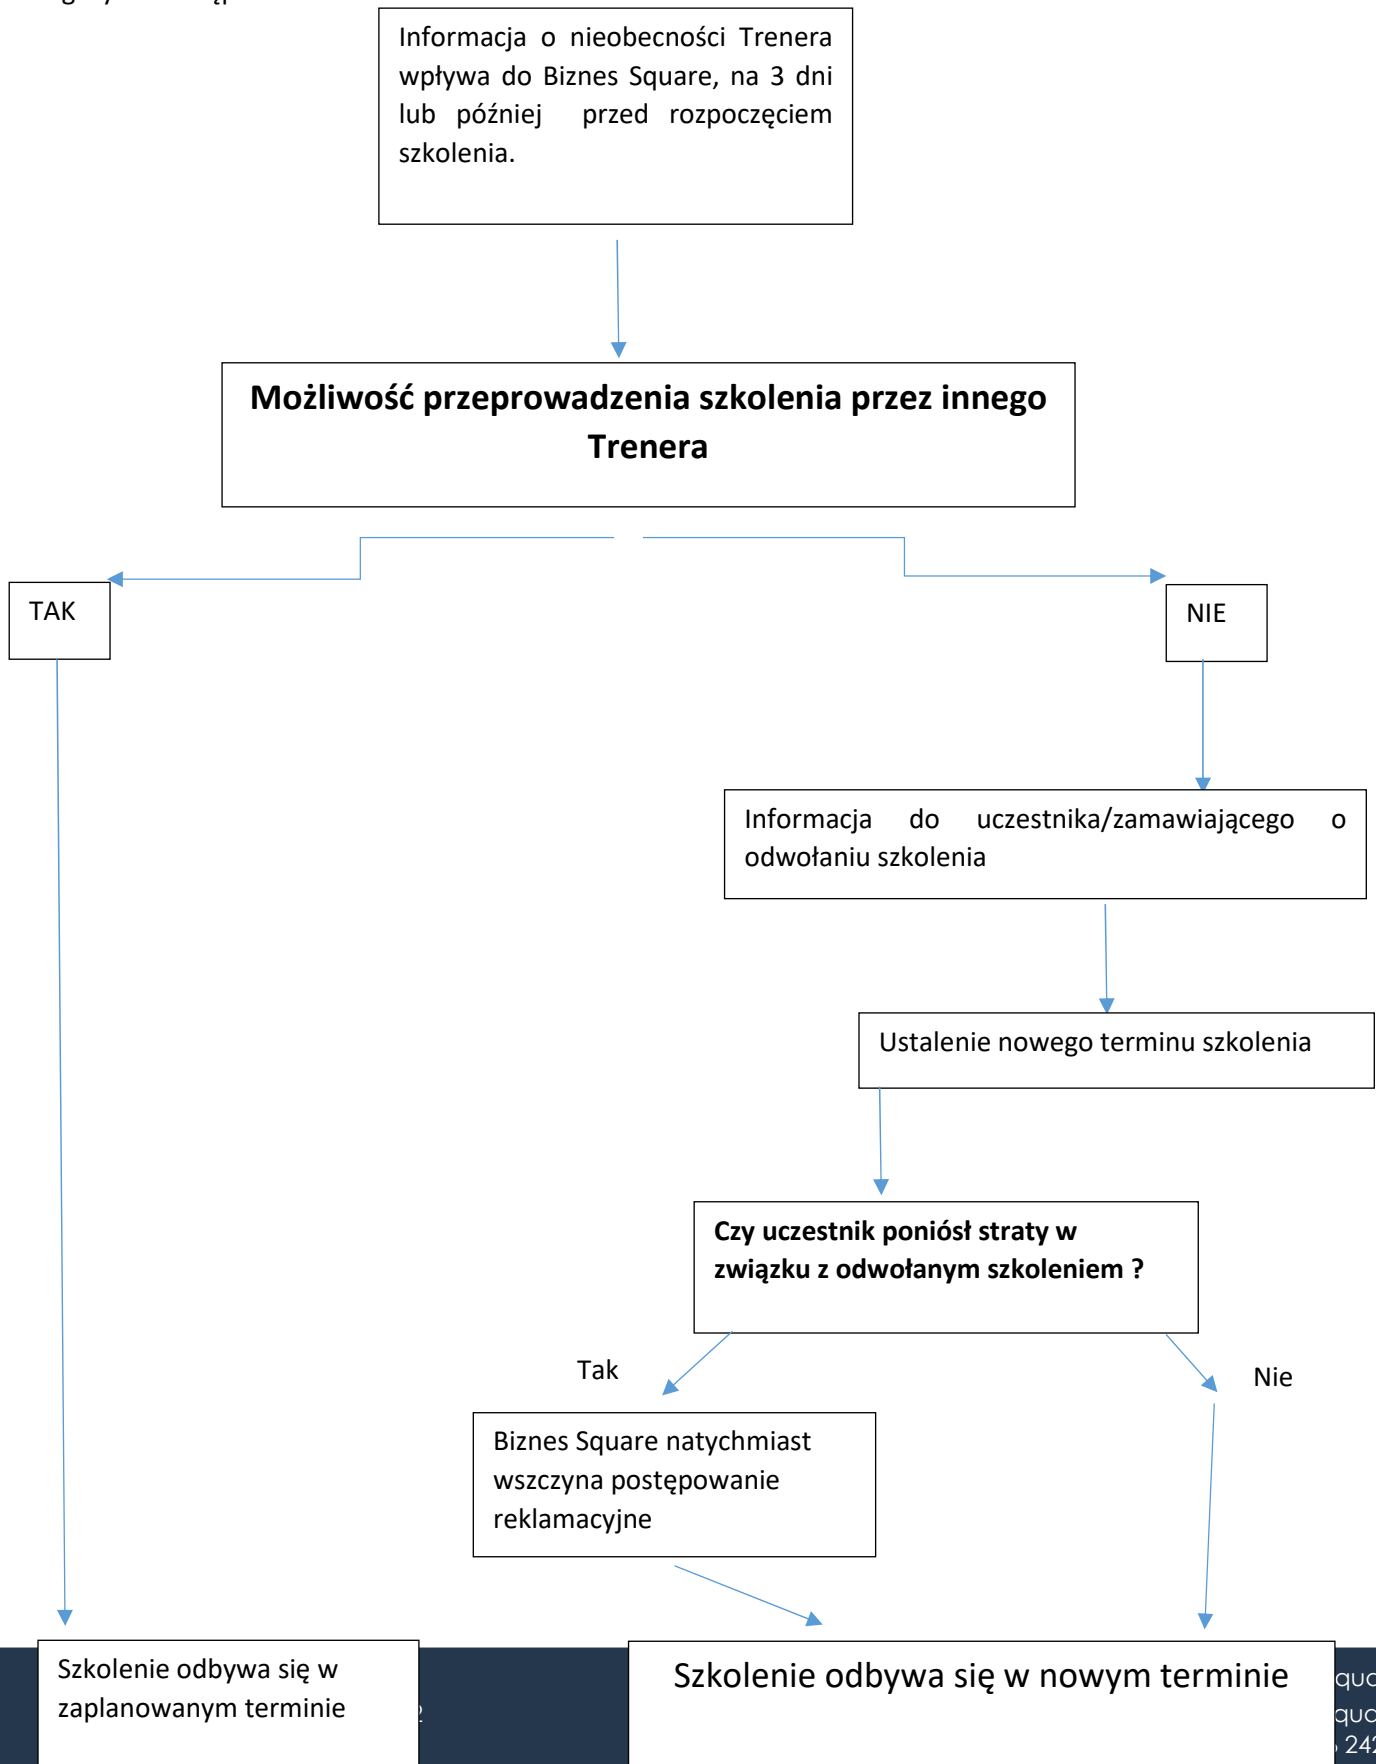 Informacja o nieobecności Trenera
wpływa do Biznes Square, na 3 dni
lub później przed rozpoczęciem
szkolenia.
Możliwość przeprowadzenia szkolenia przez innego
Trenera
TAK
NIE
Informacja do uczestnika/zamawiającego o
odwołaniu szkolenia
Ustalenie nowego terminu szkolenia
Czy uczestnik poniósł straty w
związku z odwołanym szkoleniem ?
Tak
Nie
Biznes Square natychmiast
wszczyna postępowanie
reklamacyjne
Szkolenie odbywa się w
zaplanowanym terminie
Szkolenie odbywa się w nowym terminie
242